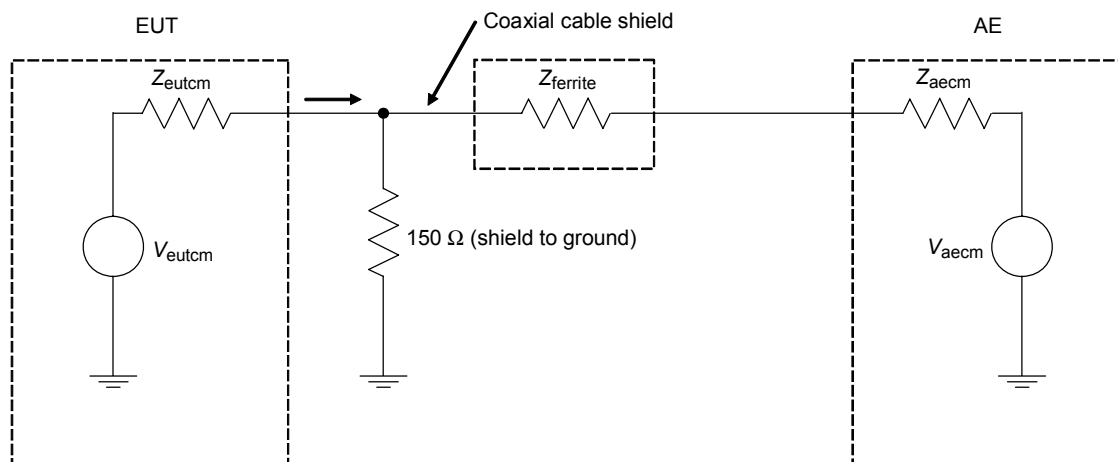 Coaxial cable shield
EUT
AE
Zeutcm
Zferrite
Zaecm
150 Ω (shield to ground)
Veutcm
Vaecm